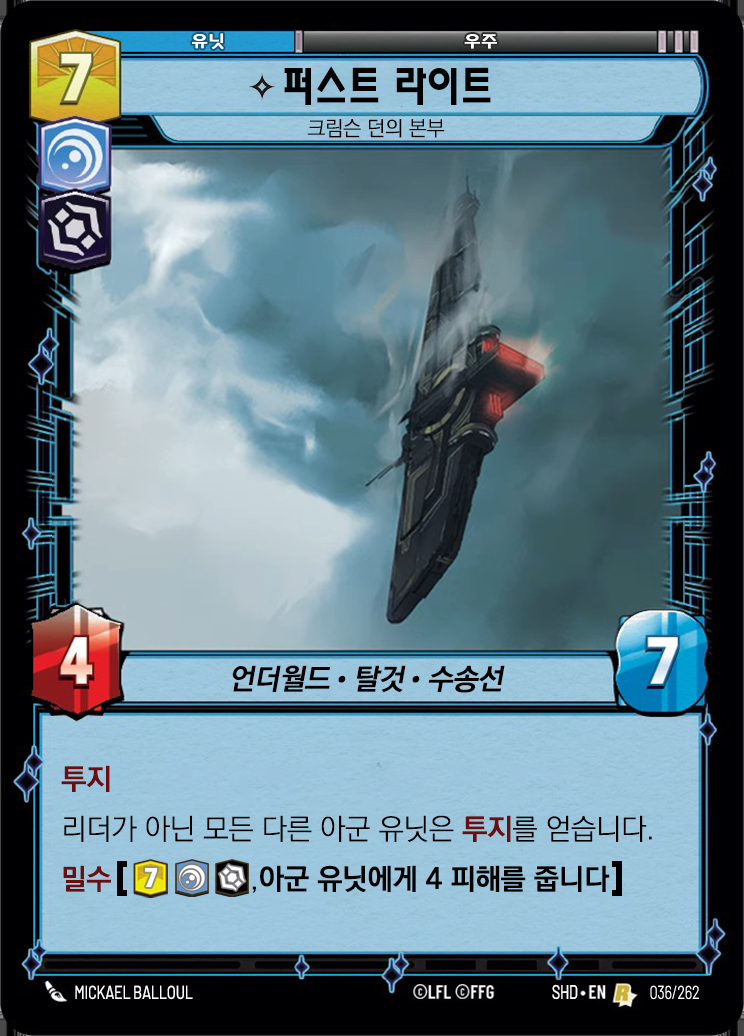 유닛
우주
7
퍼스트 라이트
크림슨 던의 본부
4
언더월드 • 탈것 • 수송선
7
투지
리더가 아닌 모든 다른 아군 유닛은 투지를 얻습니다.
밀수 [7 ,아군 유닛에게 4 피해를 줍니다]
MICKAEL BALLOUL ©LFL ©FFG SHD • EN R 036/262